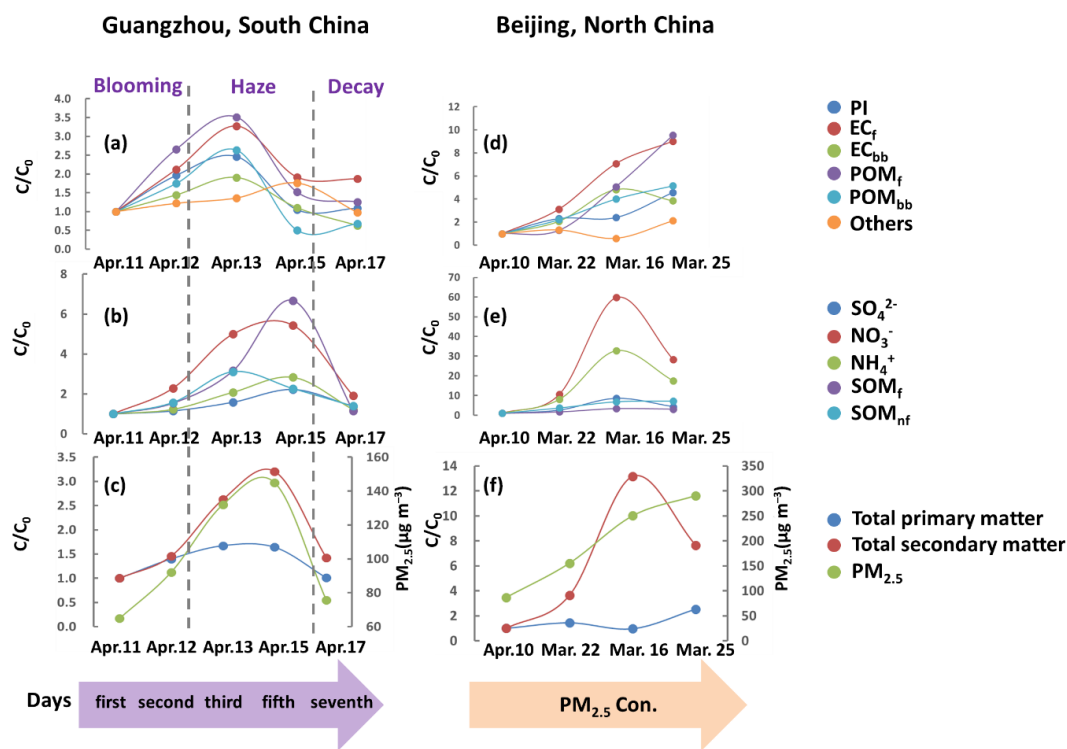 Guangzhou, South China
Beijing, North China
Blooming Haze Decay
C/C₀
4.0
3.5
3.0
2.5
2.0
1.5
1.0
0.5
0.0
(a)
Apr.11 Apr.12 Apr.13 Apr.15 Apr.17
C/C₀
12
10
8
6
4
2
0
(d)
Apr.10 Mar. 22 Mar. 16 Mar. 25
PI
EC_f
EC_bb
POM_f
POM_bb
Others
C/C₀
8
6
4
2
0
(b)
Apr.11 Apr.12 Apr.13 Apr.15 Apr.17
C/C₀
70
60
50
40
30
20
10
0
(e)
Apr.10 Mar. 22 Mar. 16 Mar. 25
SO₄²⁻
NO₃⁻
NH₄⁺
SOM_f
SOM_nf
C/C₀
3.5
3.0
2.5
2.0
1.5
1.0
0.5
0.0
(c)
160
140
120
100
80
60
PM₂.₅(μg m⁻³)
Apr.11 Apr.12 Apr.13 Apr.15 Apr.17
C/C₀
14
12
10
8
6
4
2
0
(f)
350
300
250
200
150
100
50
0
PM₂.₅(μg m⁻³)
Apr.10 Mar. 22 Mar. 16 Mar. 25
Total primary matter
Total secondary matter
PM₂.₅
Days first second third fifth seventh
PM₂.₅ Con.